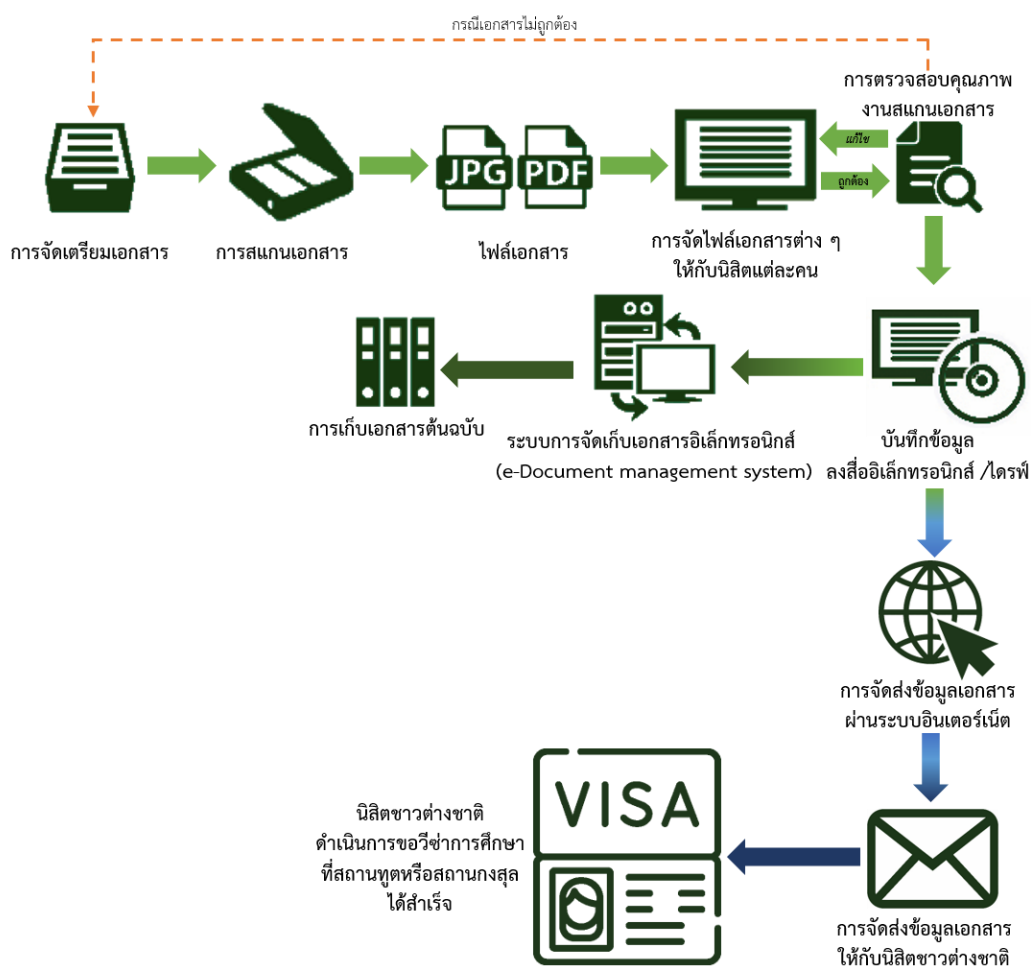 กรณีเอกสารไม่ถูกต้อง
การตรวจสอบคุณภาพ
งานสแกนเอกสาร
JPG
PDF
แก้ไข
ถูกต้อง
การจัดเตรียมเอกสาร
การสแกนเอกสาร
ไฟล์เอกสาร
การจัดไฟล์เอกสารต่าง ๆ
ให้กับนิสิตแต่ละคน
การเก็บเอกสารต้นฉบับ
ระบบการจัดเก็บเอกสารอิเล็กทรอนิกส์
(e-Document management system)
บันทึกข้อมูล
ลงสื่ออิเล็กทรอนิกส์ /ไดรฟ์
การจัดส่งข้อมูลเอกสาร
ผ่านระบบอินเตอร์เน็ต
VISA
นิสิตชาวต่างชาติ
ดำเนินการขอวีซ่าการศึกษา
ที่สถานทูตหรือสถานกงสุล
ได้สำเร็จ
การจัดส่งข้อมูลเอกสาร
ให้กับนิสิตชาวต่างชาติ